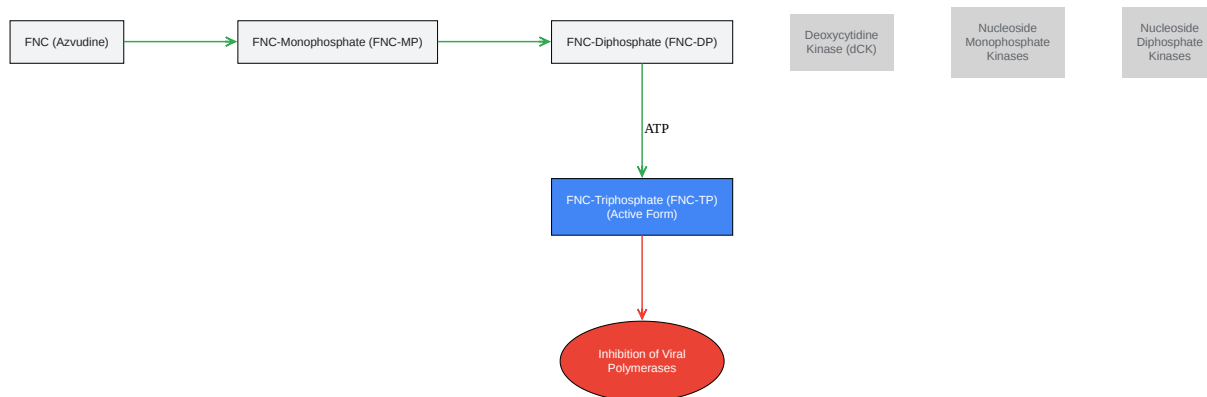 FNC (Azvudine)
FNC-Monophosphate (FNC-MP)
FNC-Diphosphate (FNC-DP)
Deoxycytidine
Kinase (dCK)
Nucleoside
Monophosphate
Kinases
Nucleoside
Diphosphate
Kinases
ATP
FNC-Triphosphate (FNC-TP)
(Active Form)
Inhibition of Viral
Polymerases